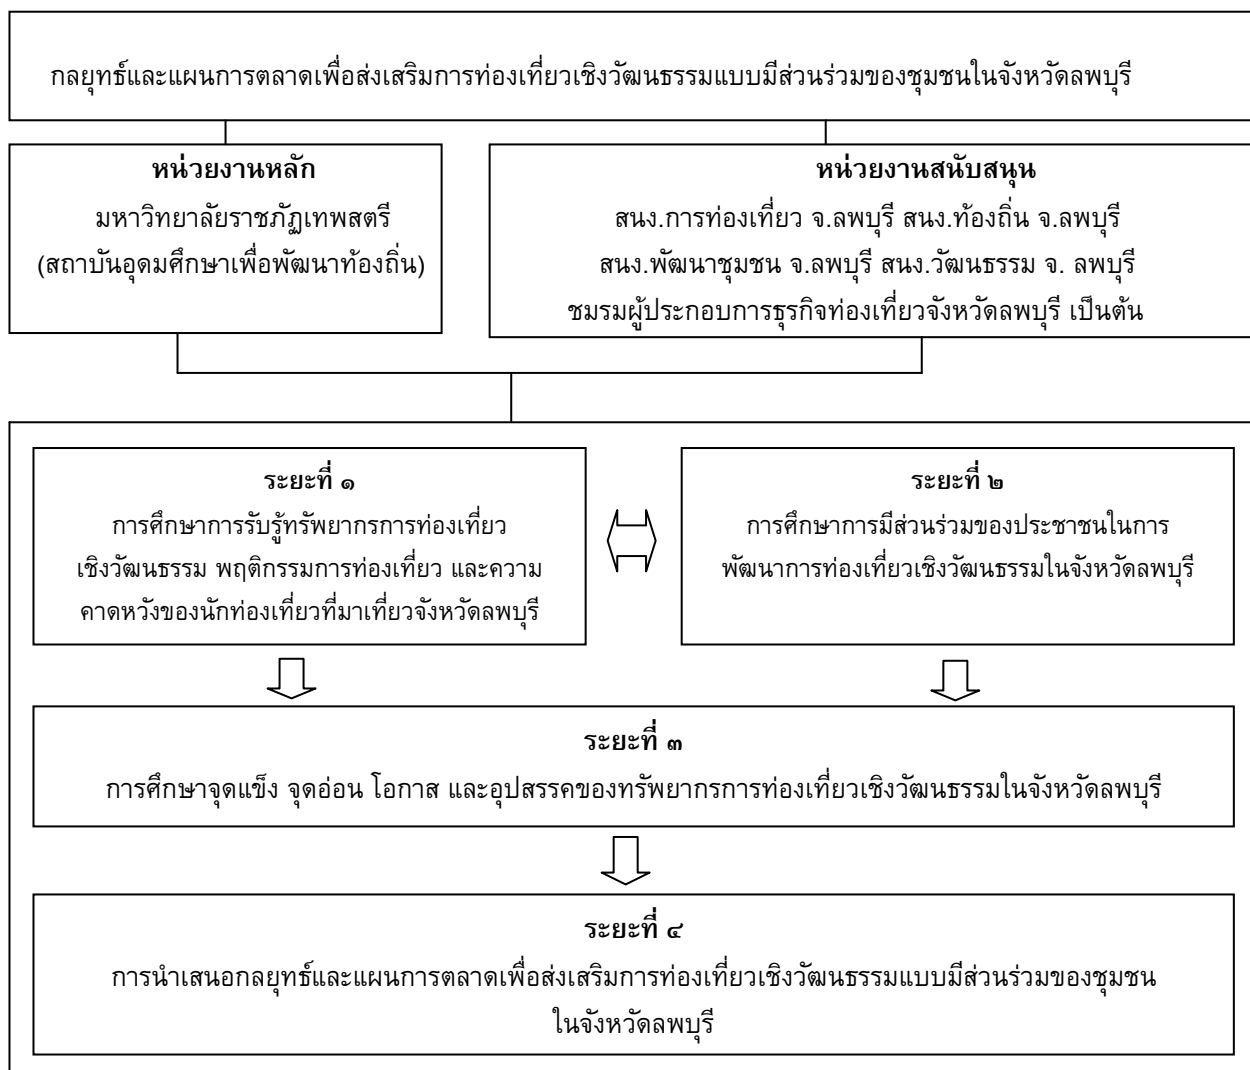 กลยุทธ์และแผนการตลาดเพื่อส่งเสริมการท่องเที่ยวเชิงวัฒนธรรมแบบมีส่วนร่วมของชุมชนในจังหวัดลพบุรี
หน่วยงานหลัก
มหาวิทยาลัยราชภัฏเทพสตรี
(สถาบันอุดมศึกษาเพื่อพัฒนาท้องถิ่น)
หน่วยงานสนับสนุน
สนง.การท่องเที่ยว จ.ลพบุรี สนง.ท้องถิ่น จ.ลพบุรี
สนง.พัฒนาชุมชน จ.ลพบุรี สนง.วัฒนธรรม จ. ลพบุรี
ชมรมผู้ประกอบการธุรกิจท่องเที่ยวจังหวัดลพบุรี เป็นต้น
ระยะที่ ๑
การศึกษาการรับรู้ทรัพยากรการท่องเที่ยว
เชิงวัฒนธรรม พฤติกรรมการท่องเที่ยว และความ
คาดหวังของนักท่องเที่ยวที่มาเที่ยวจังหวัดลพบุรี
ระยะที่ ๒
การศึกษาการมีส่วนร่วมของประชาชนในการ
พัฒนาการท่องเที่ยวเชิงวัฒนธรรมในจังหวัดลพบุรี
ระยะที่ ๓
การศึกษาจุดแข็ง จุดอ่อน โอกาส และอุปสรรคของทรัพยากรการท่องเที่ยวเชิงวัฒนธรรมในจังหวัดลพบุรี
ระยะที่ ๔
การนำเสนอกลยุทธ์และแผนการตลาดเพื่อส่งเสริมการท่องเที่ยวเชิงวัฒนธรรมแบบมีส่วนร่วมของชุมชน
ในจังหวัดลพบุรี